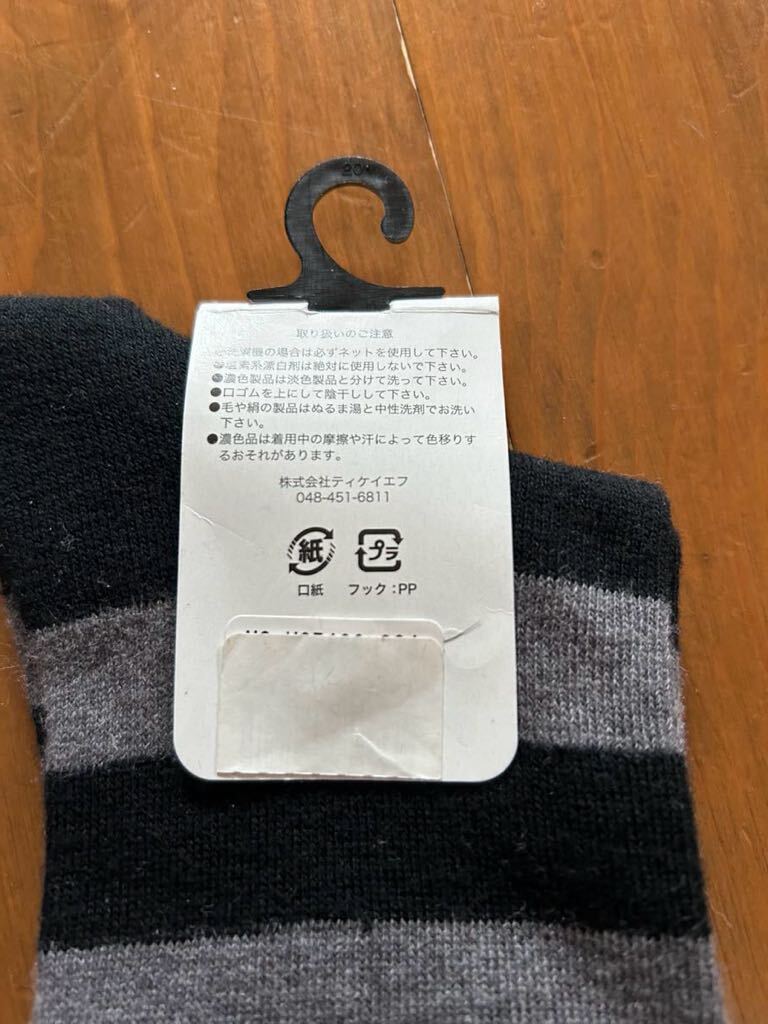 20
取り扱いのご注意
洗濯機の場合は必ずネットを使用して下さい。
塩素系漂白剤は絶対に使用しないで下さい。
●濃色製品は淡色製品と分けて洗って下さい。
●口ゴムを上にして陰干しして下さい。
●毛や絹の製品はぬるま湯と中性洗剤でお洗い
下さい。
●濃色品は着用中の摩擦や汗によって色移りす
るおそれがあります。
株式会社ティケイエフ
048-451-6811
紙 プラ
口紙 フック：PP